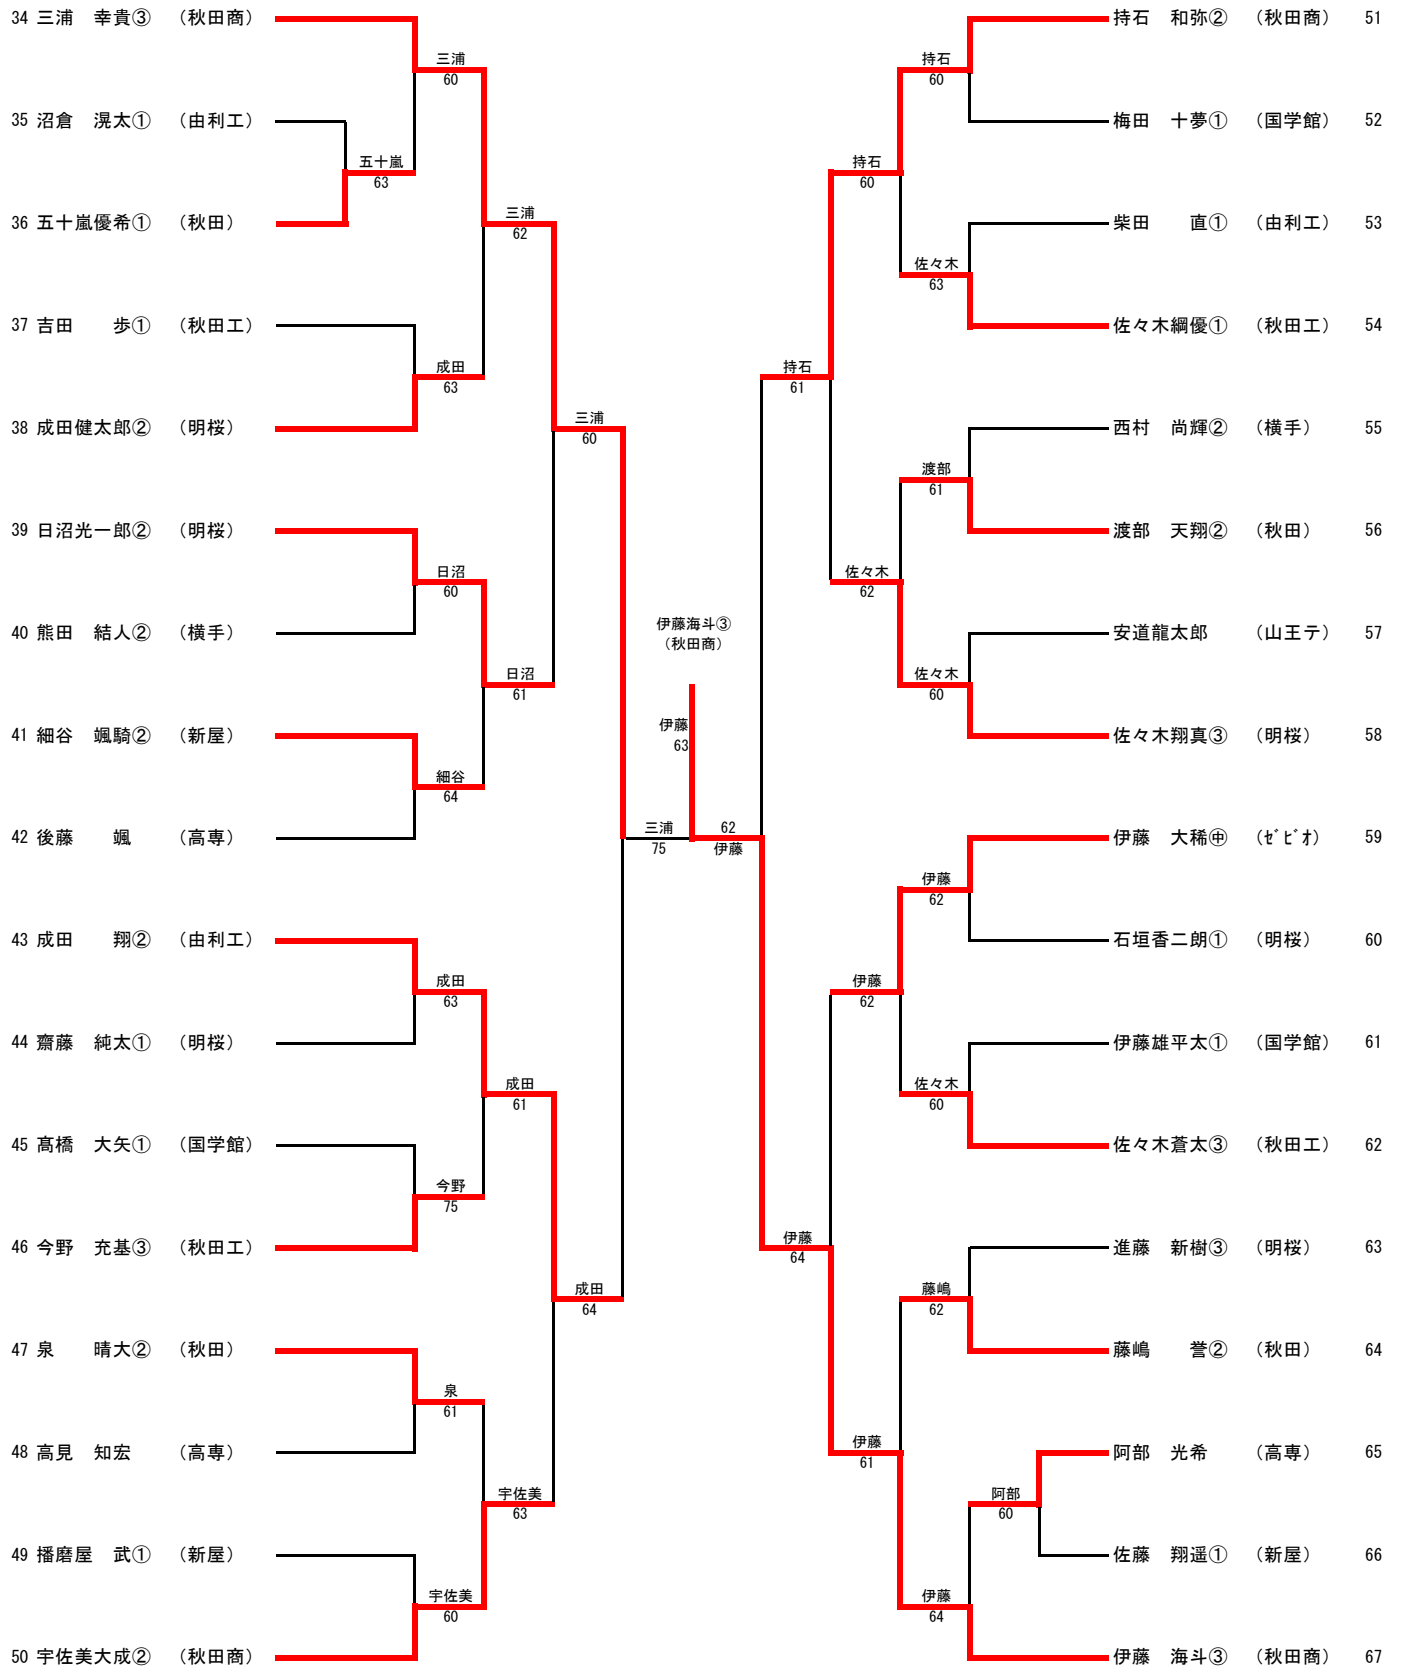 34 三浦　幸貴③ （秋田商）
三浦
60
35 沼倉　滉太① （由利工）
五十嵐
63
36 五十嵐優希① （秋田）
三浦
62
37 吉田　　歩① （秋田工）
成田
63
38 成田健太郎② （明桜）
三浦
60
39 日沼光一郎② （明桜）
日沼
60
40 熊田　結人② （横手）
日沼
61
41 細谷　颯騎② （新屋）
細谷
64
42 後藤　　颯 （高専）
三浦
75
43 成田　　翔② （由利工）
成田
63
44 齋藤　純太① （明桜）
成田
61
45 髙橋　大矢① （国学館）
今野
75
46 今野　充基③ （秋田工）
成田
64
47 泉　　晴大② （秋田）
泉
61
48 高見　知宏 （高専）
宇佐美
63
49 播磨屋　武① （新屋）
宇佐美
60
50 宇佐美大成② （秋田商）
伊藤海斗③
（秋田商）
伊藤
63
62
伊藤
持石　和弥② （秋田商） 51
持石
60
梅田　十夢① （国学館） 52
持石
60
柴田　　直① （由利工） 53
佐々木
63
佐々木綱優① （秋田工） 54
持石
61
西村　尚輝② （横手） 55
渡部
61
渡部　天翔② （秋田） 56
佐々木
62
安道龍太郎 （山王テ） 57
佐々木
60
佐々木翔真③ （明桜） 58
伊藤　大稀㊥ （ｾﾞﾋﾞｵ） 59
伊藤
62
石垣香二朗① （明桜） 60
伊藤
62
伊藤雄平太① （国学館） 61
佐々木
60
佐々木蒼太③ （秋田工） 62
伊藤
64
進藤　新樹③ （明桜） 63
藤嶋
62
藤嶋　　誉② （秋田） 64
伊藤
61
阿部　光希 （高専） 65
阿部
60
佐藤　翔遥① （新屋） 66
伊藤
64
伊藤　海斗③ （秋田商） 67